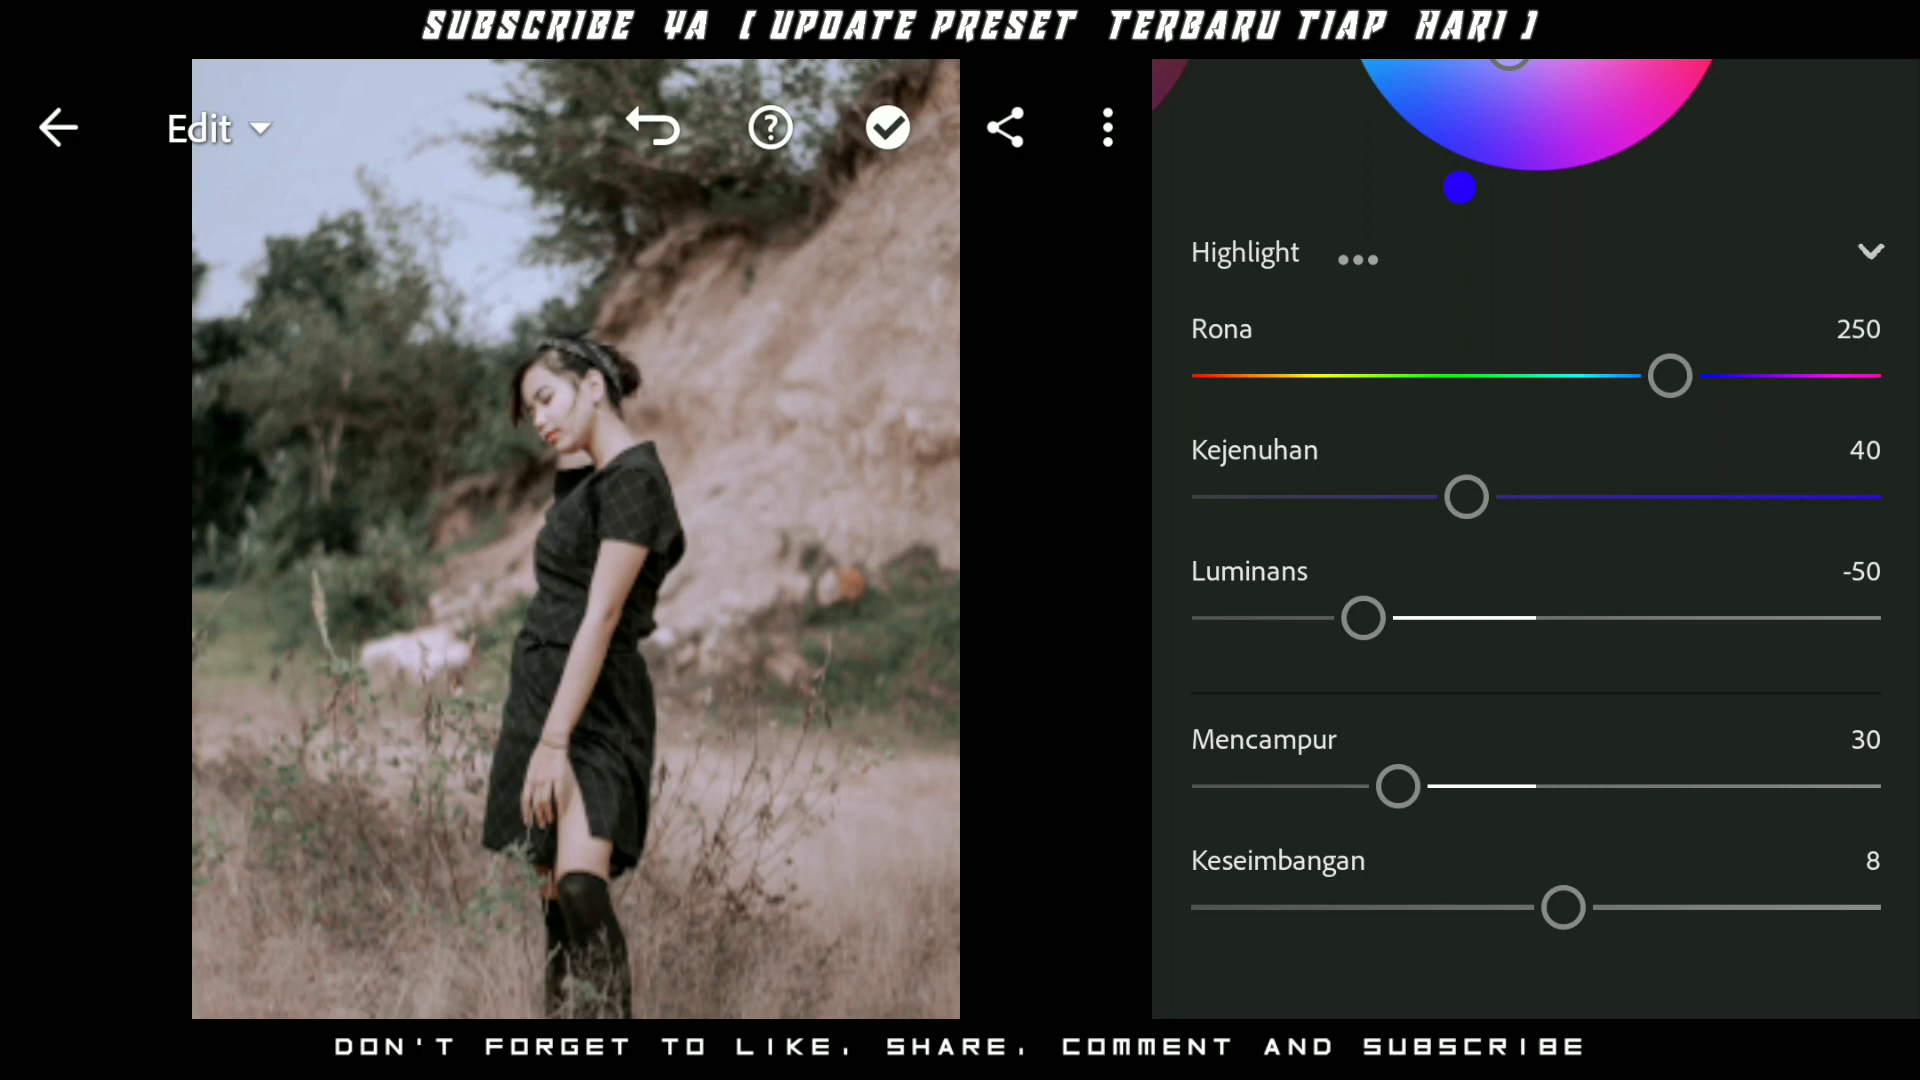 SUBSCRIBE YA [ UPDATE PRESET TERBARU TIAP HARI ]
Edit
Highlight
Rona 250
Kejenuhan 40
Luminans -50
Mencampur 30
Keseimbangan 8
DON'T FORGET TO LIKE, SHARE, COMMENT AND SUBSCRIBE